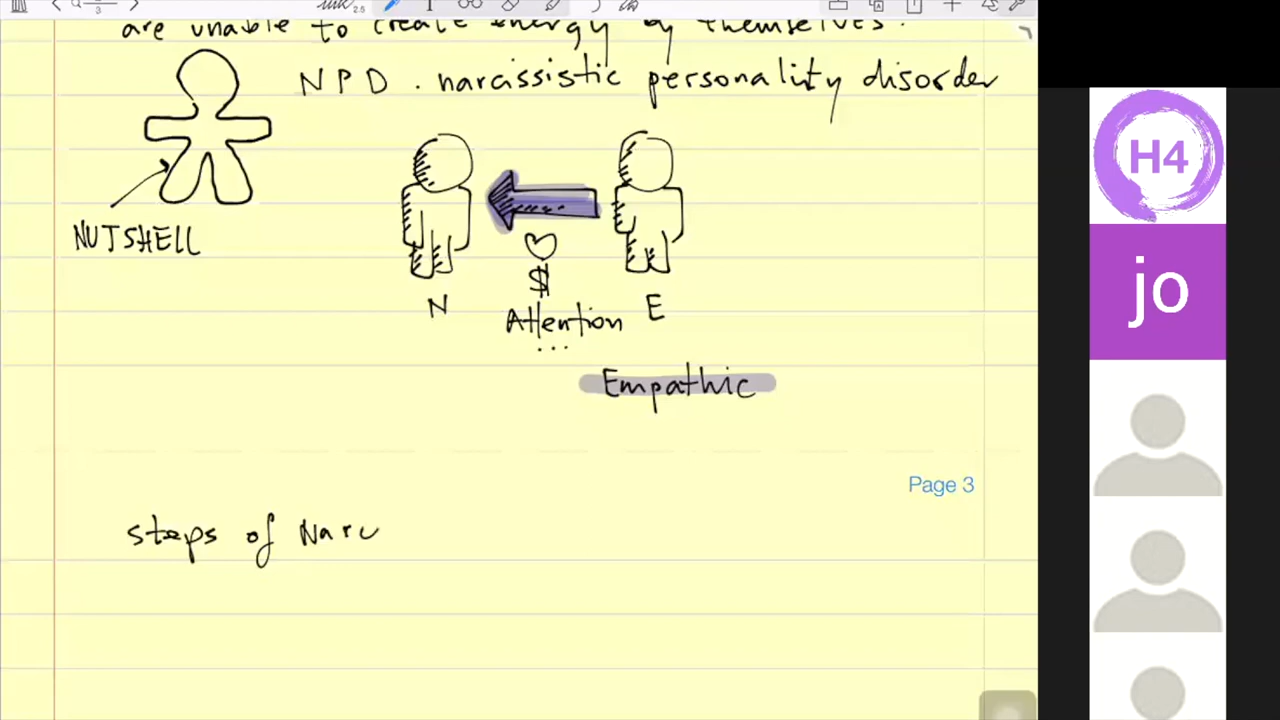 are unable to create energy by themselves.
NPD . narcissistic personality disorder
NUTSHELL
$
N
E
Attention
...
Empathic
Page 3
steps of Narc
H4
jo